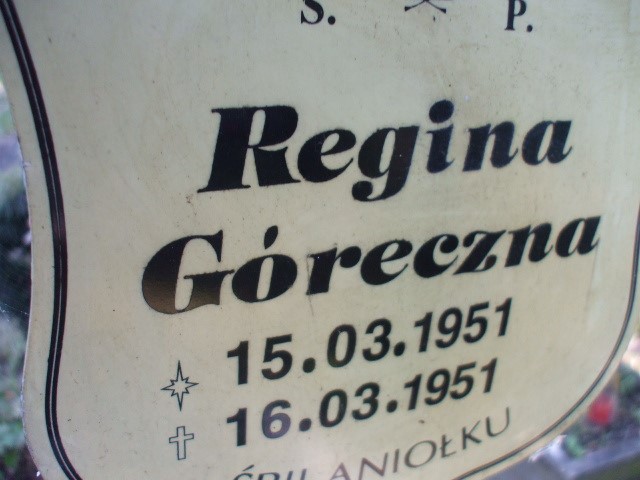 Ś. P.
Regina
Góreczna
15.03.1951
16.03.1951
ŚPIJ ANIOŁKU